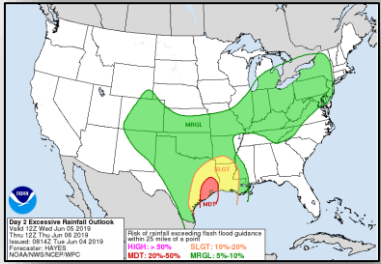 MRGL
SLGT
MDT
NOAA
Day 2 Excessive Rainfall Outlook
Valid 12Z Wed Jun 05 2019
Thru 12Z Thu Jun 06 2019
Issued: 0814Z Tue Jun 04 2019
Forecaster: HAYES
NOAA/NWS/NCEP/WPC
Risk of rainfall exceeding flash flood guidance
within 25 miles of a point
HIGH: > 50% SLGT: 10%-20%
MDT: 20%-50% MRGL: 5%-10%